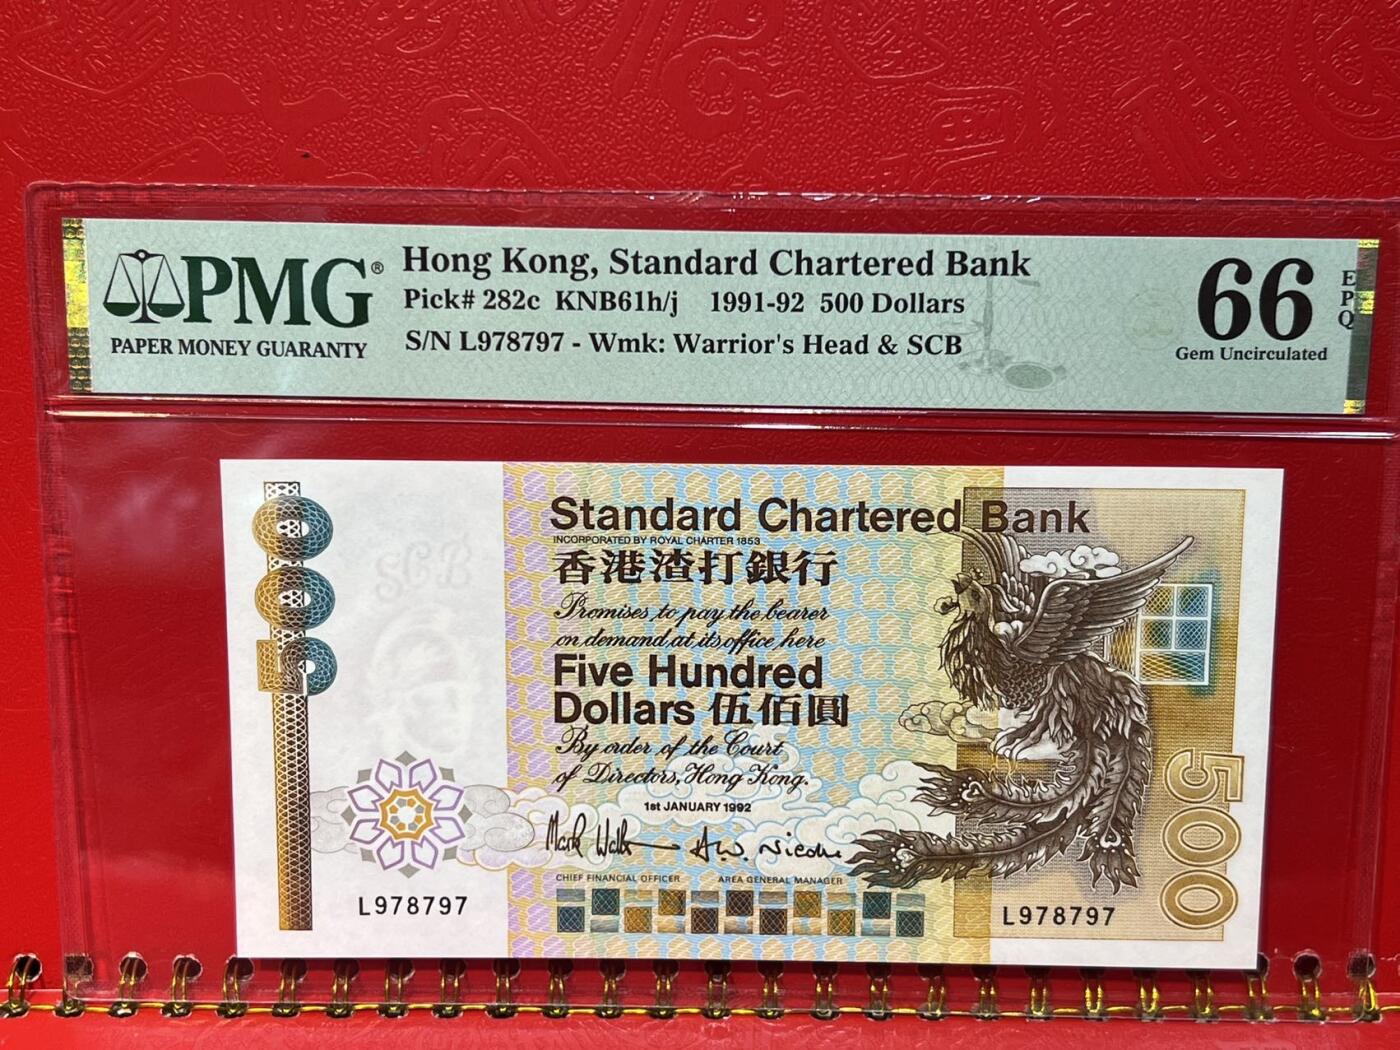 PMG®
PAPER MONEY GUARANTY
Hong Kong, Standard Chartered Bank
Pick# 282c KNB61h/j 1991-92 500 Dollars
S/N L978797 - Wmk: Warrior's Head & SCB
66 EPQ
Gem Uncirculated
500
SCB
Standard Chartered Bank
INCORPORATED BY ROYAL CHARTER 1853
香港渣打銀行
Promises to pay the bearer
on demand at its office here
Five Hundred
Dollars 伍佰圓
By order of the Court
of Directors, Hong Kong.
1st JANUARY 1992
CHIEF FINANCIAL OFFICER AREA GENERAL MANAGER
L978797
L978797
500